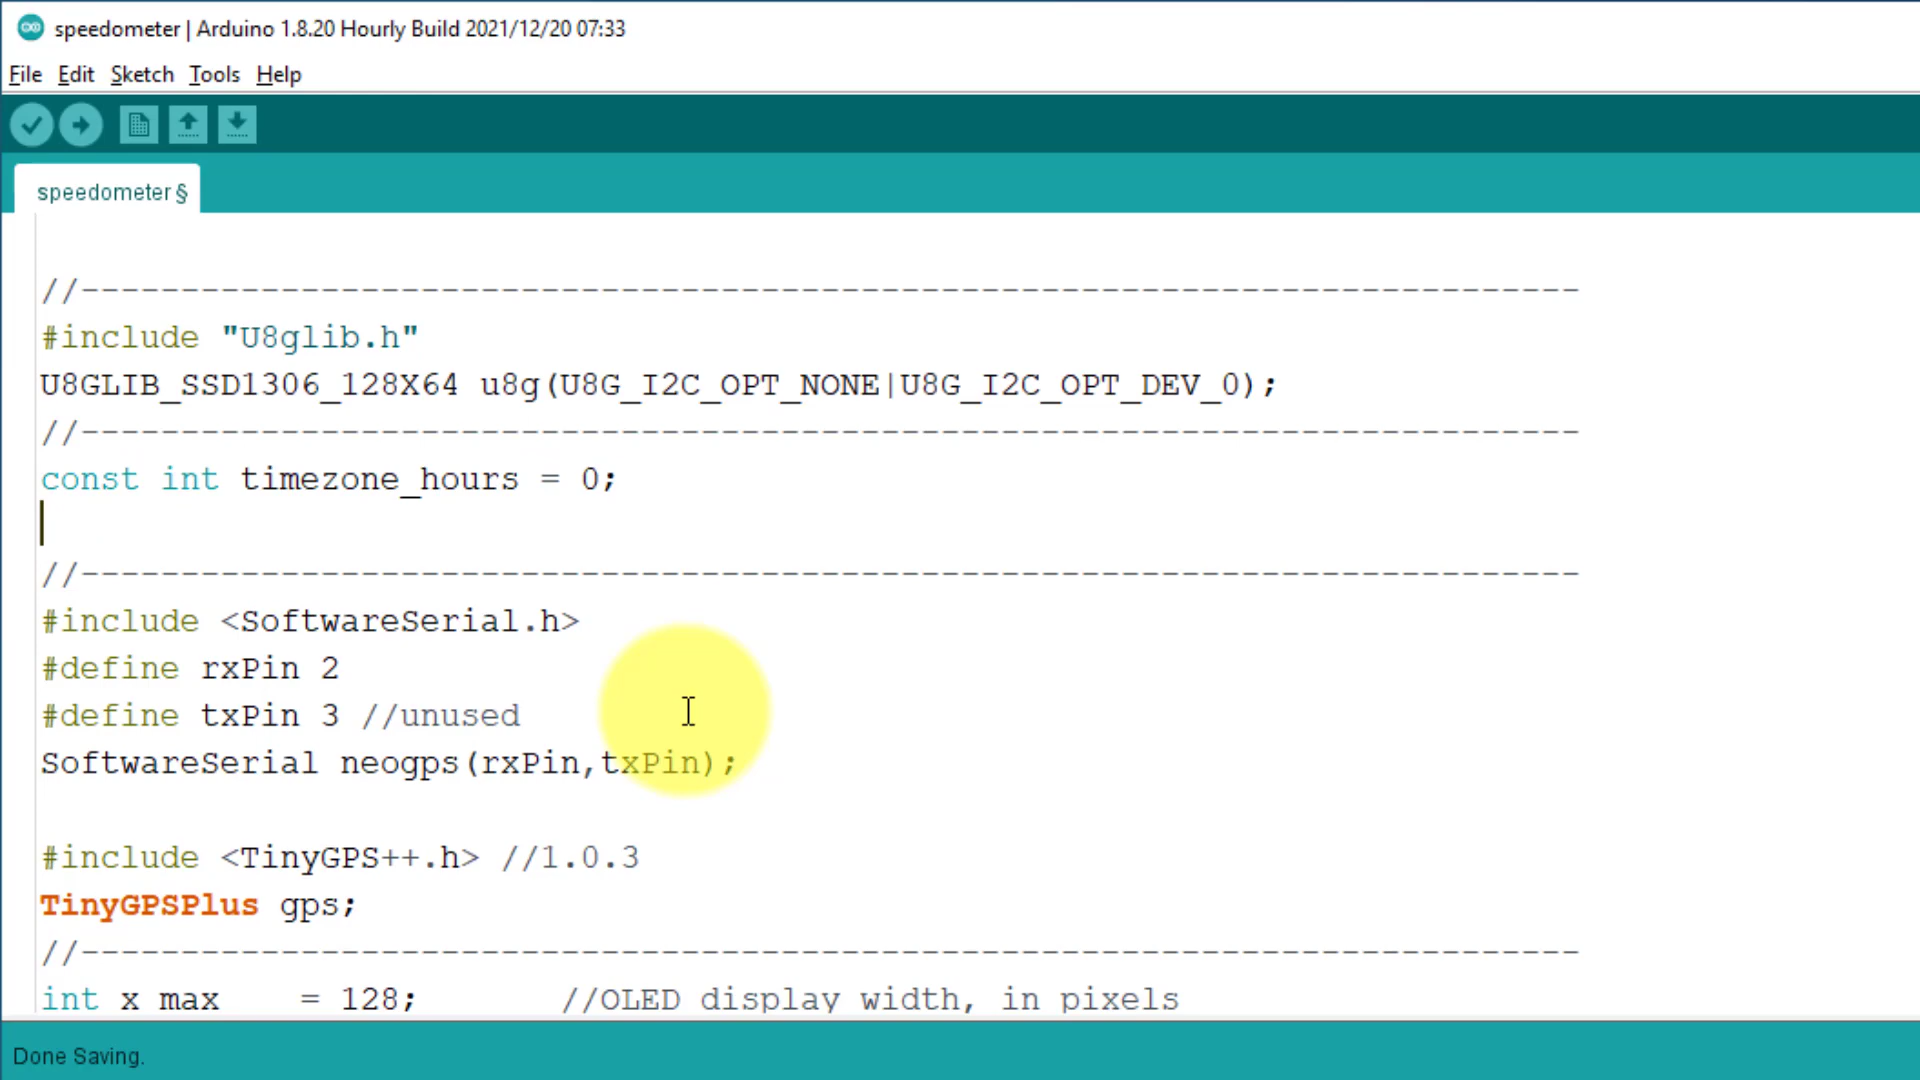 speedometer | Arduino 1.8.20 Hourly Build 2021/12/20 07:33
File Edit Sketch Tools Help
speedometer §
//---------------------------------------------------------------------------
#include "U8glib.h"
U8GLIB_SSD1306_128X64 u8g(U8G_I2C_OPT_NONE|U8G_I2C_OPT_DEV_0);
//---------------------------------------------------------------------------
const int timezone_hours = 0;
//---------------------------------------------------------------------------
#include <SoftwareSerial.h>
#define rxPin 2
#define txPin 3 //unused
SoftwareSerial neogps(rxPin,txPin);
#include <TinyGPS++.h> //1.0.3
TinyGPSPlus gps;
//---------------------------------------------------------------------------
int x max    = 128;       //OLED display width, in pixels
Done Saving.